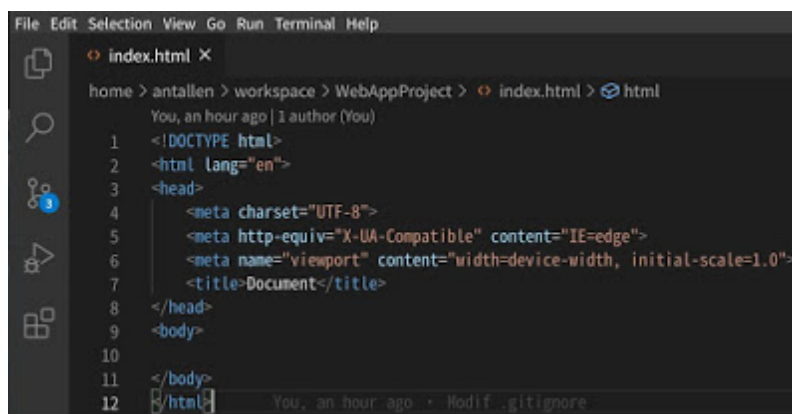 File Edit Selection View Go Run Terminal Help
index.html ×
home > antallen > workspace > WebAppProject > index.html > html
You, an hour ago | 1 author (You)
1 <!DOCTYPE html>
2 <html lang="en">
3 <head>
4 <meta charset="UTF-8">
5 <meta http-equiv="X-UA-Compatible" content="IE=edge">
6 <meta name="viewport" content="width=device-width, initial-scale=1.0">
7 <title>Document</title>
8 </head>
9 <body>
3
10
11 </body>
12 </html> You, an hour ago • Modif .gitignore